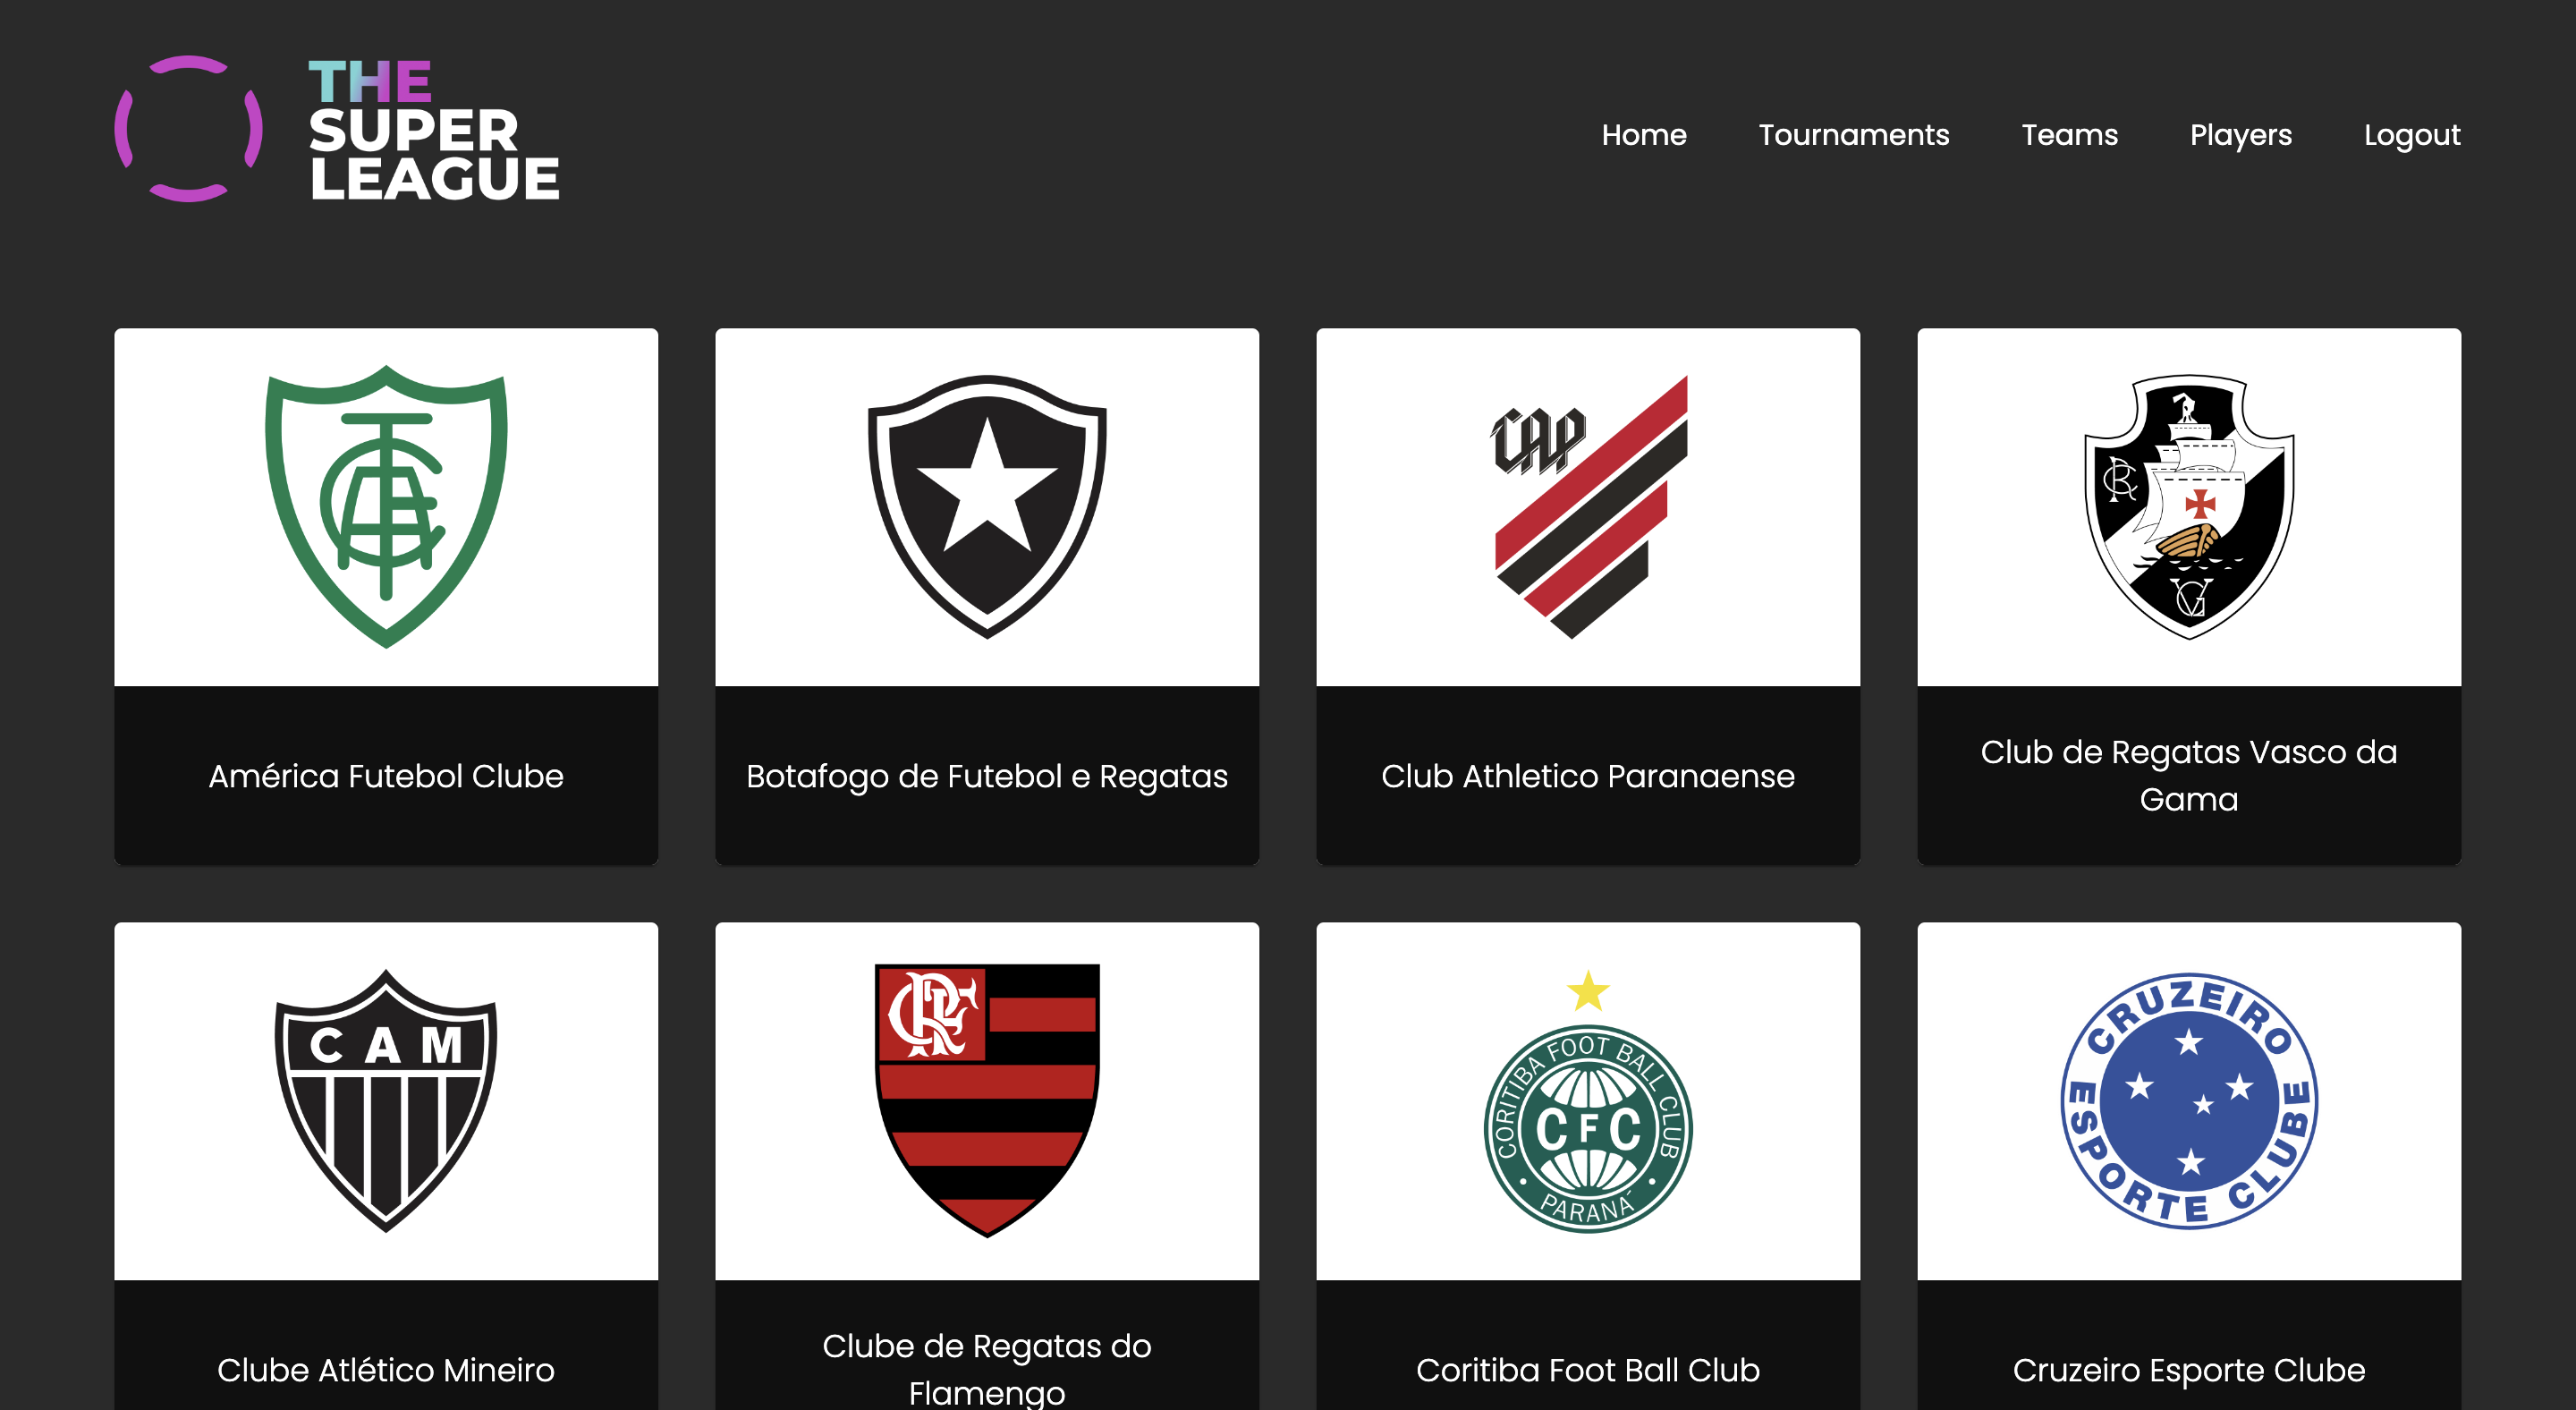 THE
SUPER
LEAGUE
Home Tournaments Teams Players Logout
CAP
CR
VG
América Futebol Clube
Botafogo de Futebol e Regatas
Club Athletico Paranaense
Club de Regatas Vasco da
Gama
CAM
CRF
CORITIBA FOOT BALL CLUB
CFC
PARANÁ
CRUZEIRO
ESPORTE CLUBE
Clube Atlético Mineiro
Clube de Regatas do
Flamengo
Coritiba Foot Ball Club
Cruzeiro Esporte Clube